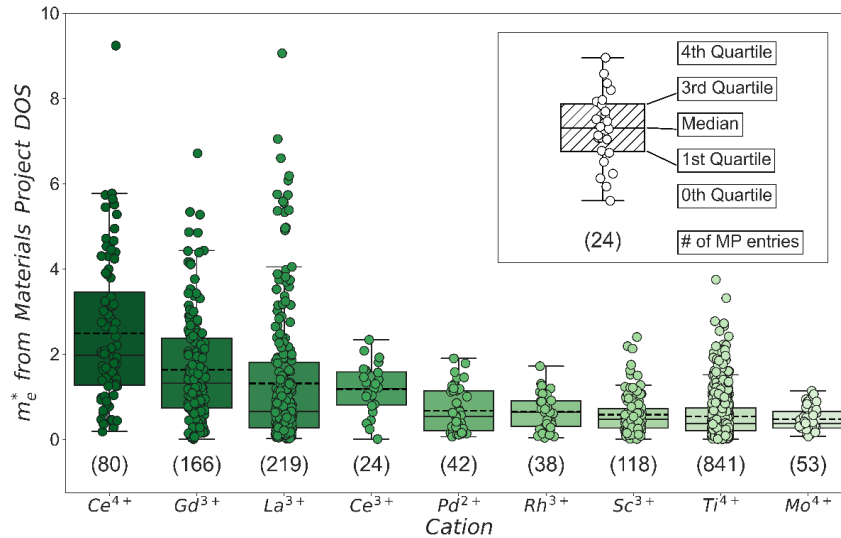 10
8
6
4
2
0
m*e from Materials Project DOS
4th Quartile
3rd Quartile
Median
1st Quartile
0th Quartile
(24)
# of MP entries
(80) (166) (219) (24) (42) (38) (118) (841) (53)
Ce4+ Gd3+ La3+ Ce3+ Pd2+ Rh3+ Sc3+ Ti4+ Mo4+
Cation